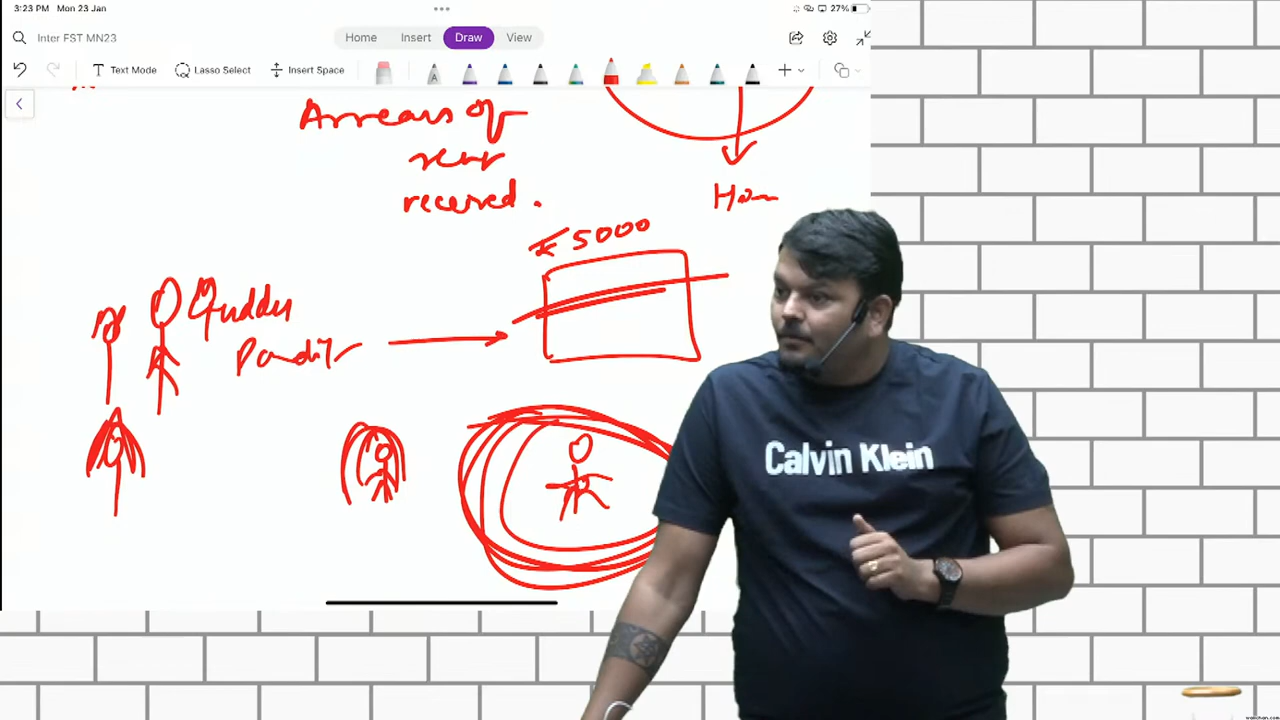 3:23 PM Mon 23 Jan
27%
Inter FST MN23
Home Insert Draw View
Text Mode Lasso Select Insert Space
A
Arrears of
rent
received.
₹ 5000
Guddu
Pandit
Calvin Klein